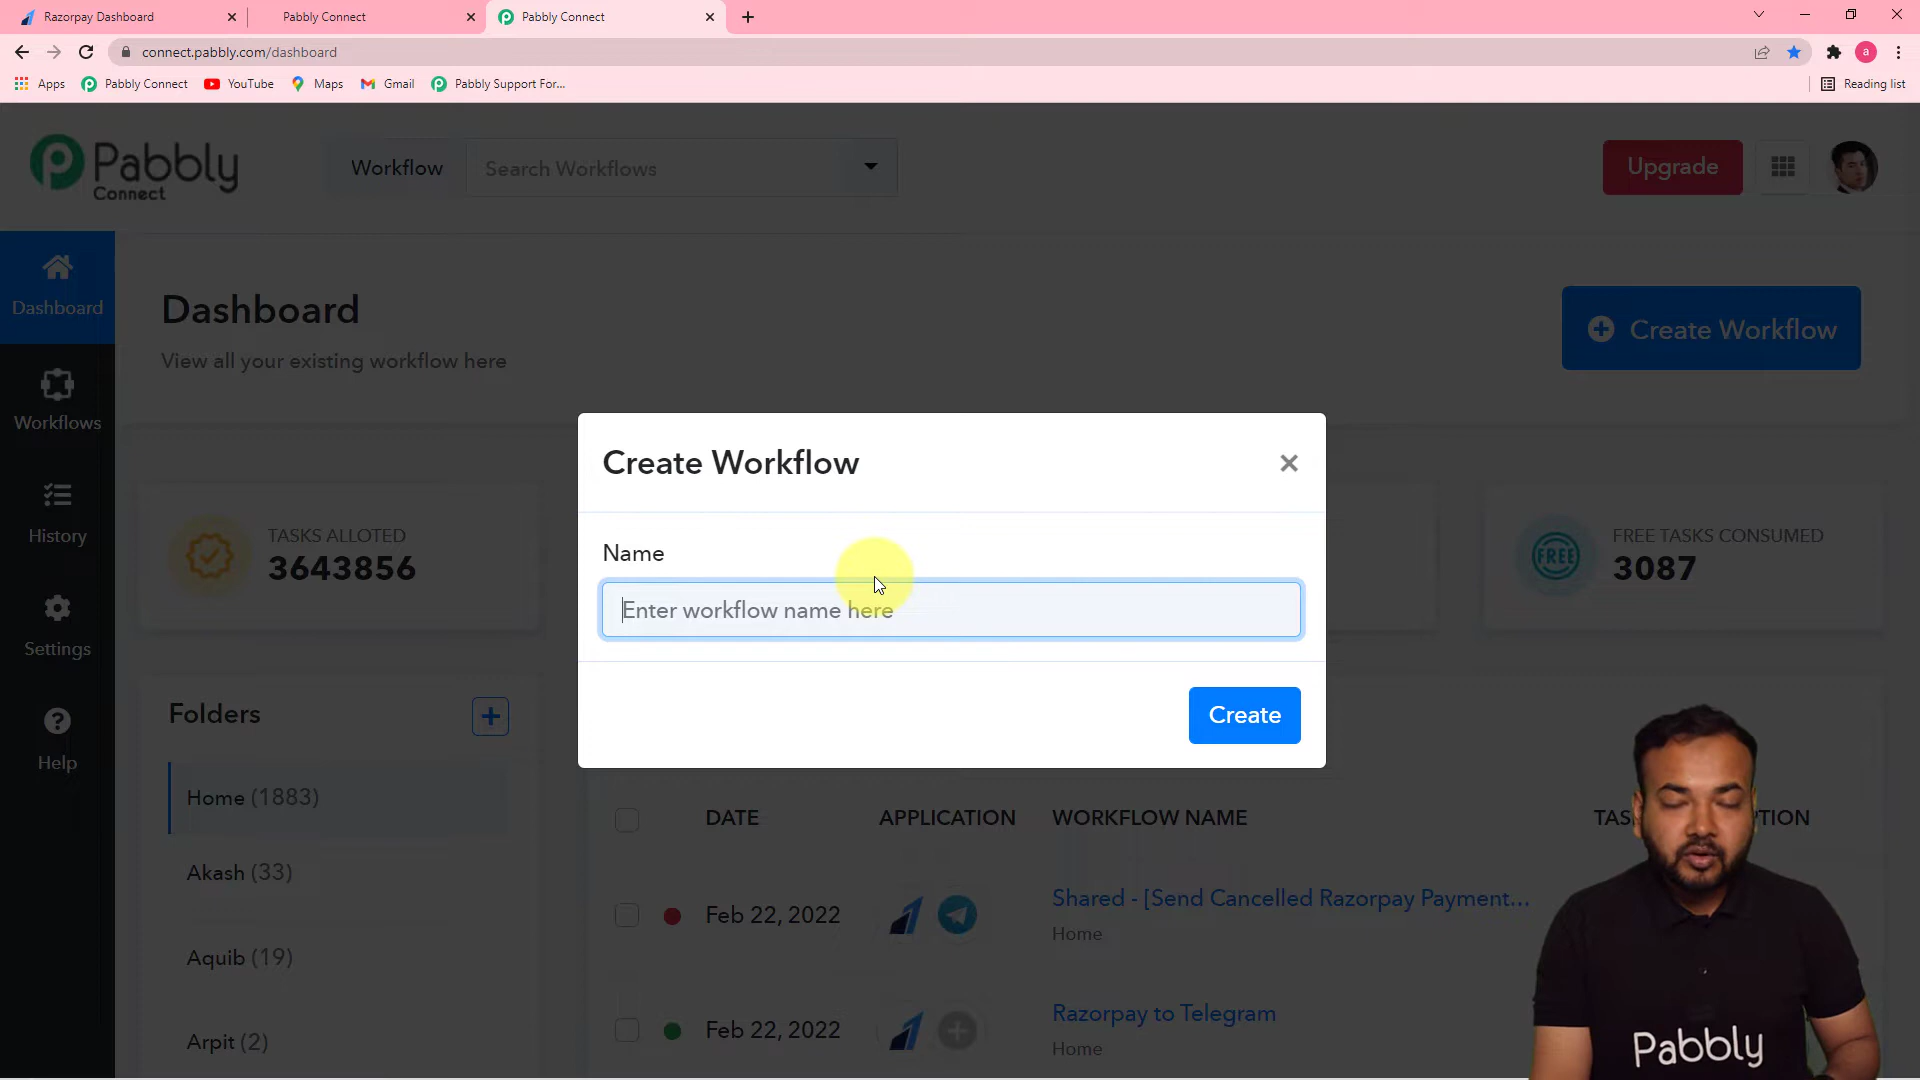 Razorpay Dashboard
Pabbly Connect
Pabbly Connect
connect.pabbly.com/dashboard
Apps
Pabbly Connect
YouTube
Maps
Gmail
Pabbly Support For...
Reading list
Pabbly
Connect
Workflow
Search Workflows
Upgrade
Dashboard
Workflows
History
Settings
Help
Dashboard
View all your existing workflow here
Create Workflow
TASKS ALLOTED
3643856
FREE
FREE TASKS CONSUMED
3087
Create Workflow
Name
Enter workflow name here
Create
Folders
Home (1883)
Akash (33)
Aquib (19)
Arpit (2)
DATE
APPLICATION
WORKFLOW NAME
Feb 22, 2022
Shared - [Send Cancelled Razorpay Payment...
Home
Feb 22, 2022
Razorpay to Telegram
Home
Pabbly